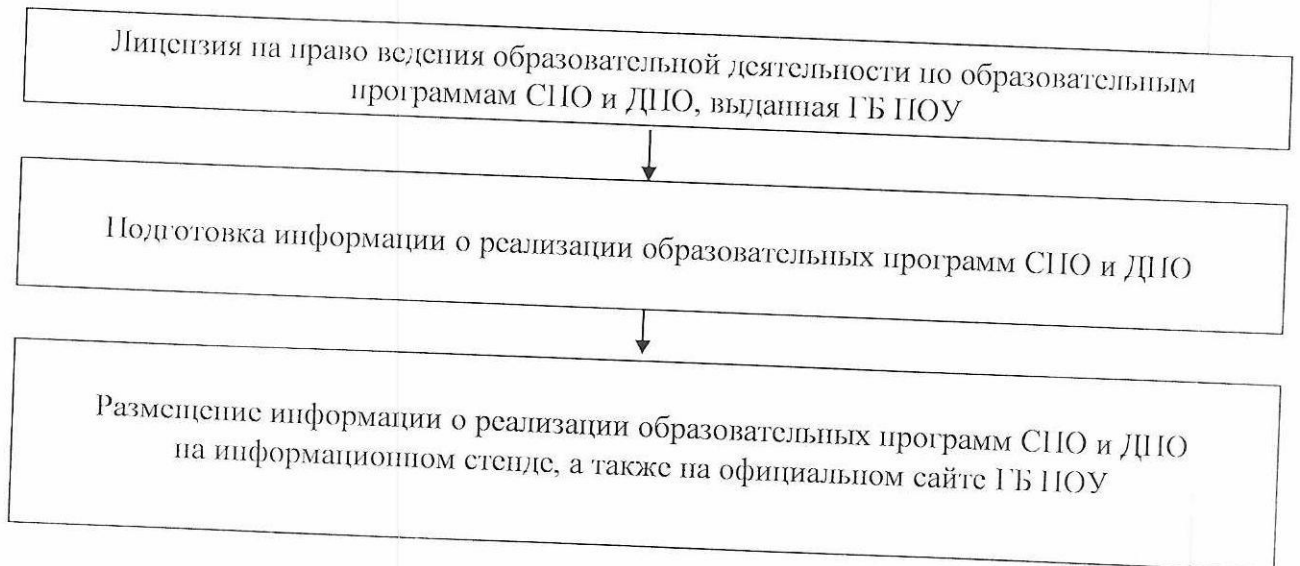 Лицензия на право ведения образовательной деятельности по образовательным
программам СПО и ДПО, выданная ГБ ПОУ
Подготовка информации о реализации образовательных программ СПО и ДПО
Размещение информации о реализации образовательных программ СПО и ДПО
на информационном стенде, а также на официальном сайте ГБ ПОУ